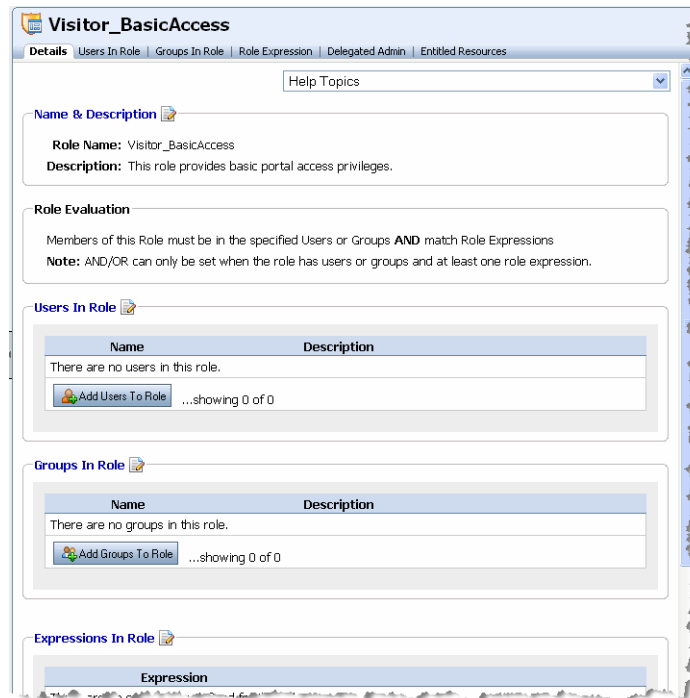 Visitor_BasicAccess
Details Users In Role | Groups In Role | Role Expression | Delegated Admin | Entitled Resources
Help Topics
Name & Description
Role Name: Visitor_BasicAccess
Description: This role provides basic portal access privileges.
Role Evaluation
Members of this Role must be in the specified Users or Groups AND match Role Expressions
Note: AND/OR can only be set when the role has users or groups and at least one role expression.
Users In Role
Name Description
There are no users in this role.
Add Users To Role ...showing 0 of 0
Groups In Role
Name Description
There are no groups in this role.
Add Groups To Role ...showing 0 of 0
Expressions In Role
Expression